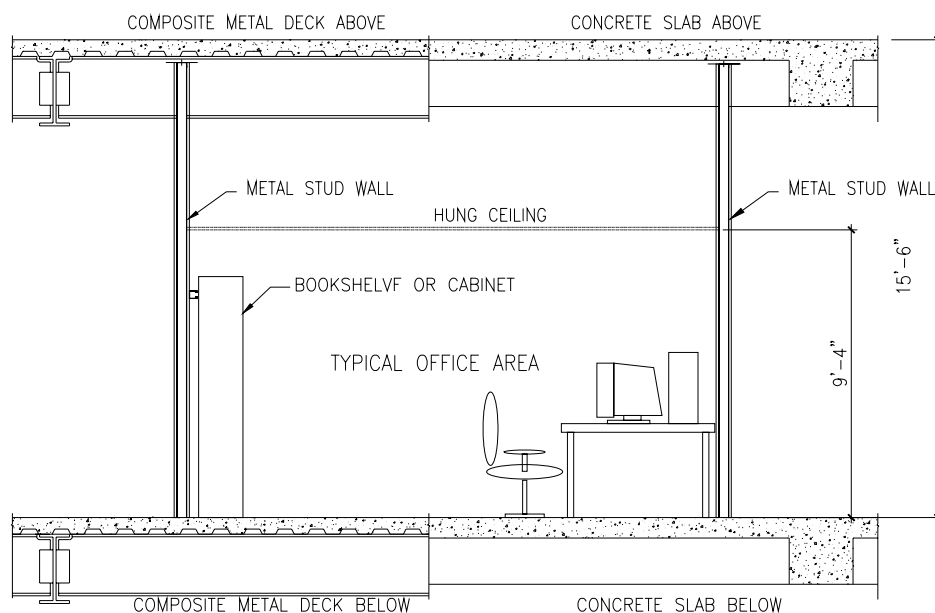 COMPOSITE METAL DECK ABOVE
CONCRETE SLAB ABOVE
METAL STUD WALL
METAL STUD WALL
HUNG CEILING
15'-6"
BOOKSHELVF OR CABINET
TYPICAL OFFICE AREA
9'-4"
COMPOSITE METAL DECK BELOW
CONCRETE SLAB BELOW